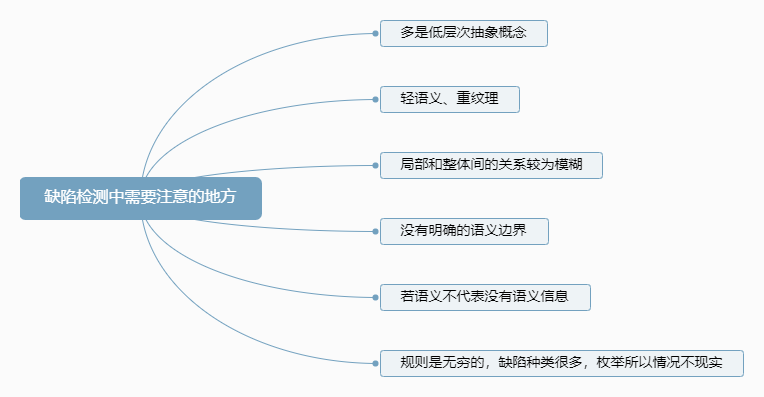 多是低层次抽象概念
轻语义、重纹理
局部和整体间的关系较为模糊
缺陷检测中需要注意的地方
没有明确的语义边界
若语义不代表没有语义信息
规则是无穷的，缺陷种类很多，枚举所以情况不现实